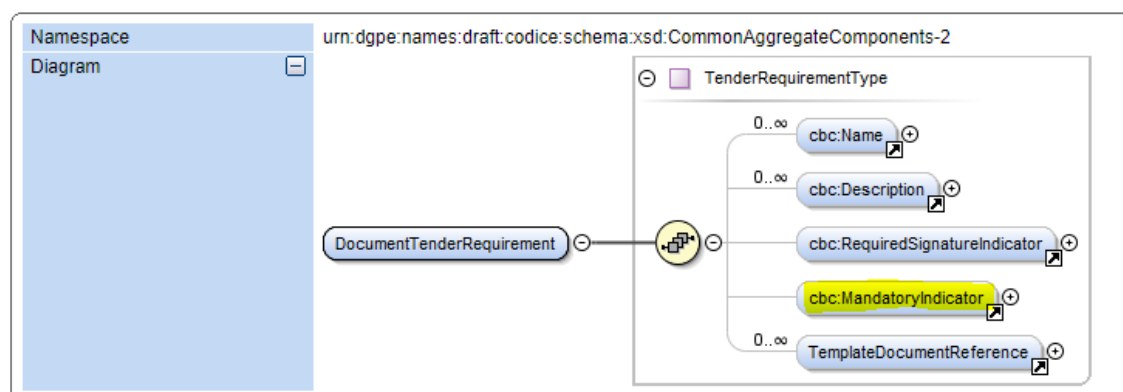 Namespace
urn:dgpe:names:draft:codice:schema:xsd:CommonAggregateComponents-2
Diagram
TenderRequirementType
0..∞
cbc:Name
0..∞
cbc:Description
DocumentTenderRequirement
cbc:RequiredSignatureIndicator
cbc:MandatoryIndicator
0..∞
TemplateDocumentReference